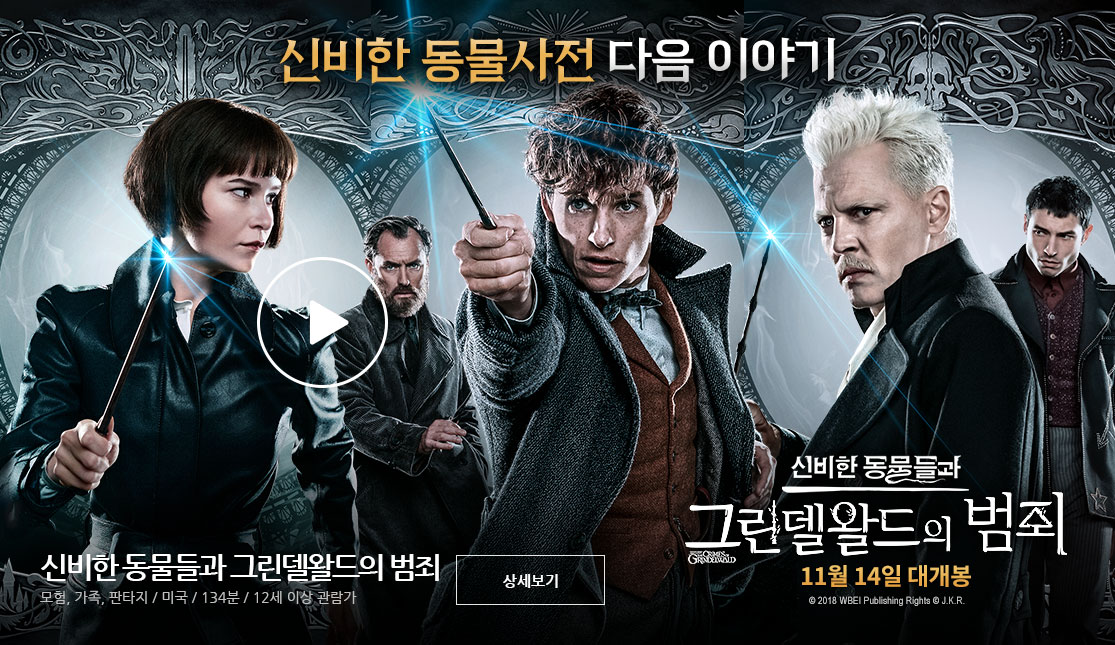 신비한 동물사전 다음 이야기
신비한 동물들과
그린델왈드의 범죄
CRIMES OF
GRINDELWALD
11월 14일 대개봉
© 2018 WBEI Publishing Rights © J.K.R.
신비한 동물들과 그린델왈드의 범죄
모험, 가족, 판타지 / 미국 / 134분 / 12세 이상 관람가
상세보기